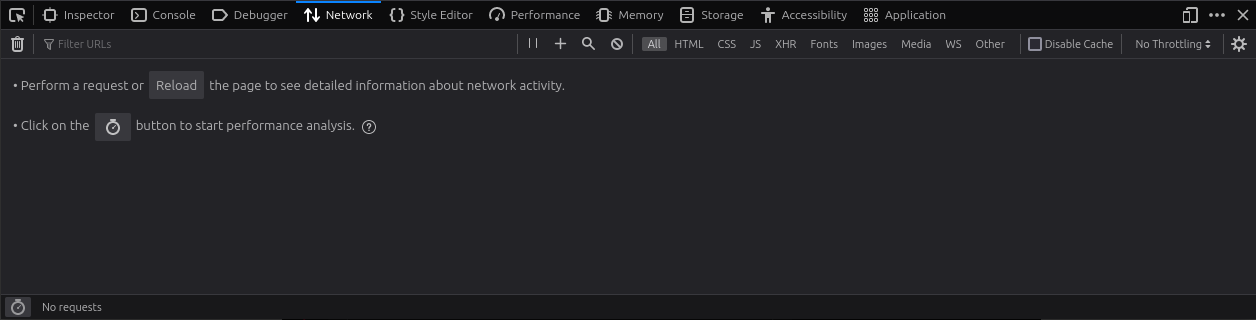 Inspector Console Debugger Network Style Editor Performance Memory Storage Accessibility Application
Filter URLs All HTML CSS JS XHR Fonts Images Media WS Other Disable Cache No Throttling
• Perform a request or Reload the page to see detailed information about network activity.
• Click on the button to start performance analysis. ?
No requests